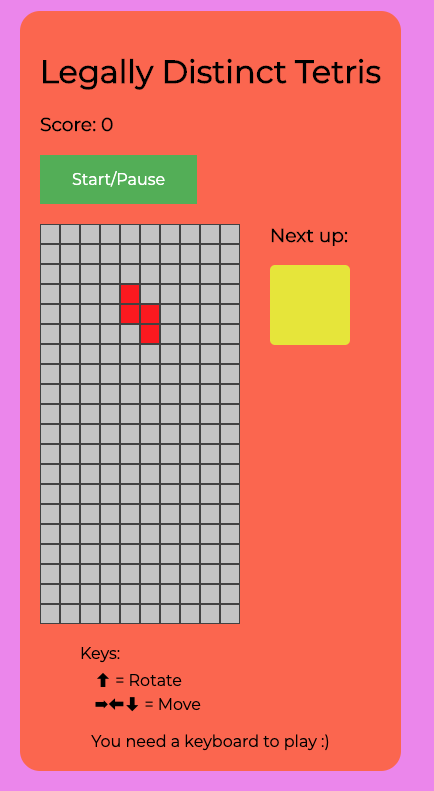 Legally Distinct Tetris
Score: 0
Start/Pause
Next up:
Keys:
⬆ = Rotate
➡⬅⬇ = Move
You need a keyboard to play :)